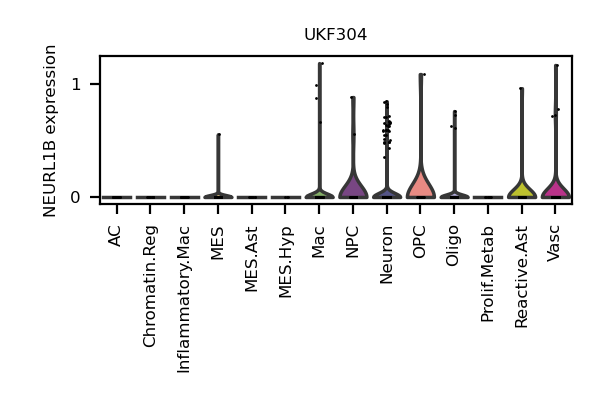 UKF304
NEURL1B expression
1
0
AC
Chromatin.Reg
Inflammatory.Mac
MES
MES.Ast
MES.Hyp
Mac
NPC
Neuron
OPC
Oligo
Prolif.Metab
Reactive.Ast
Vasc